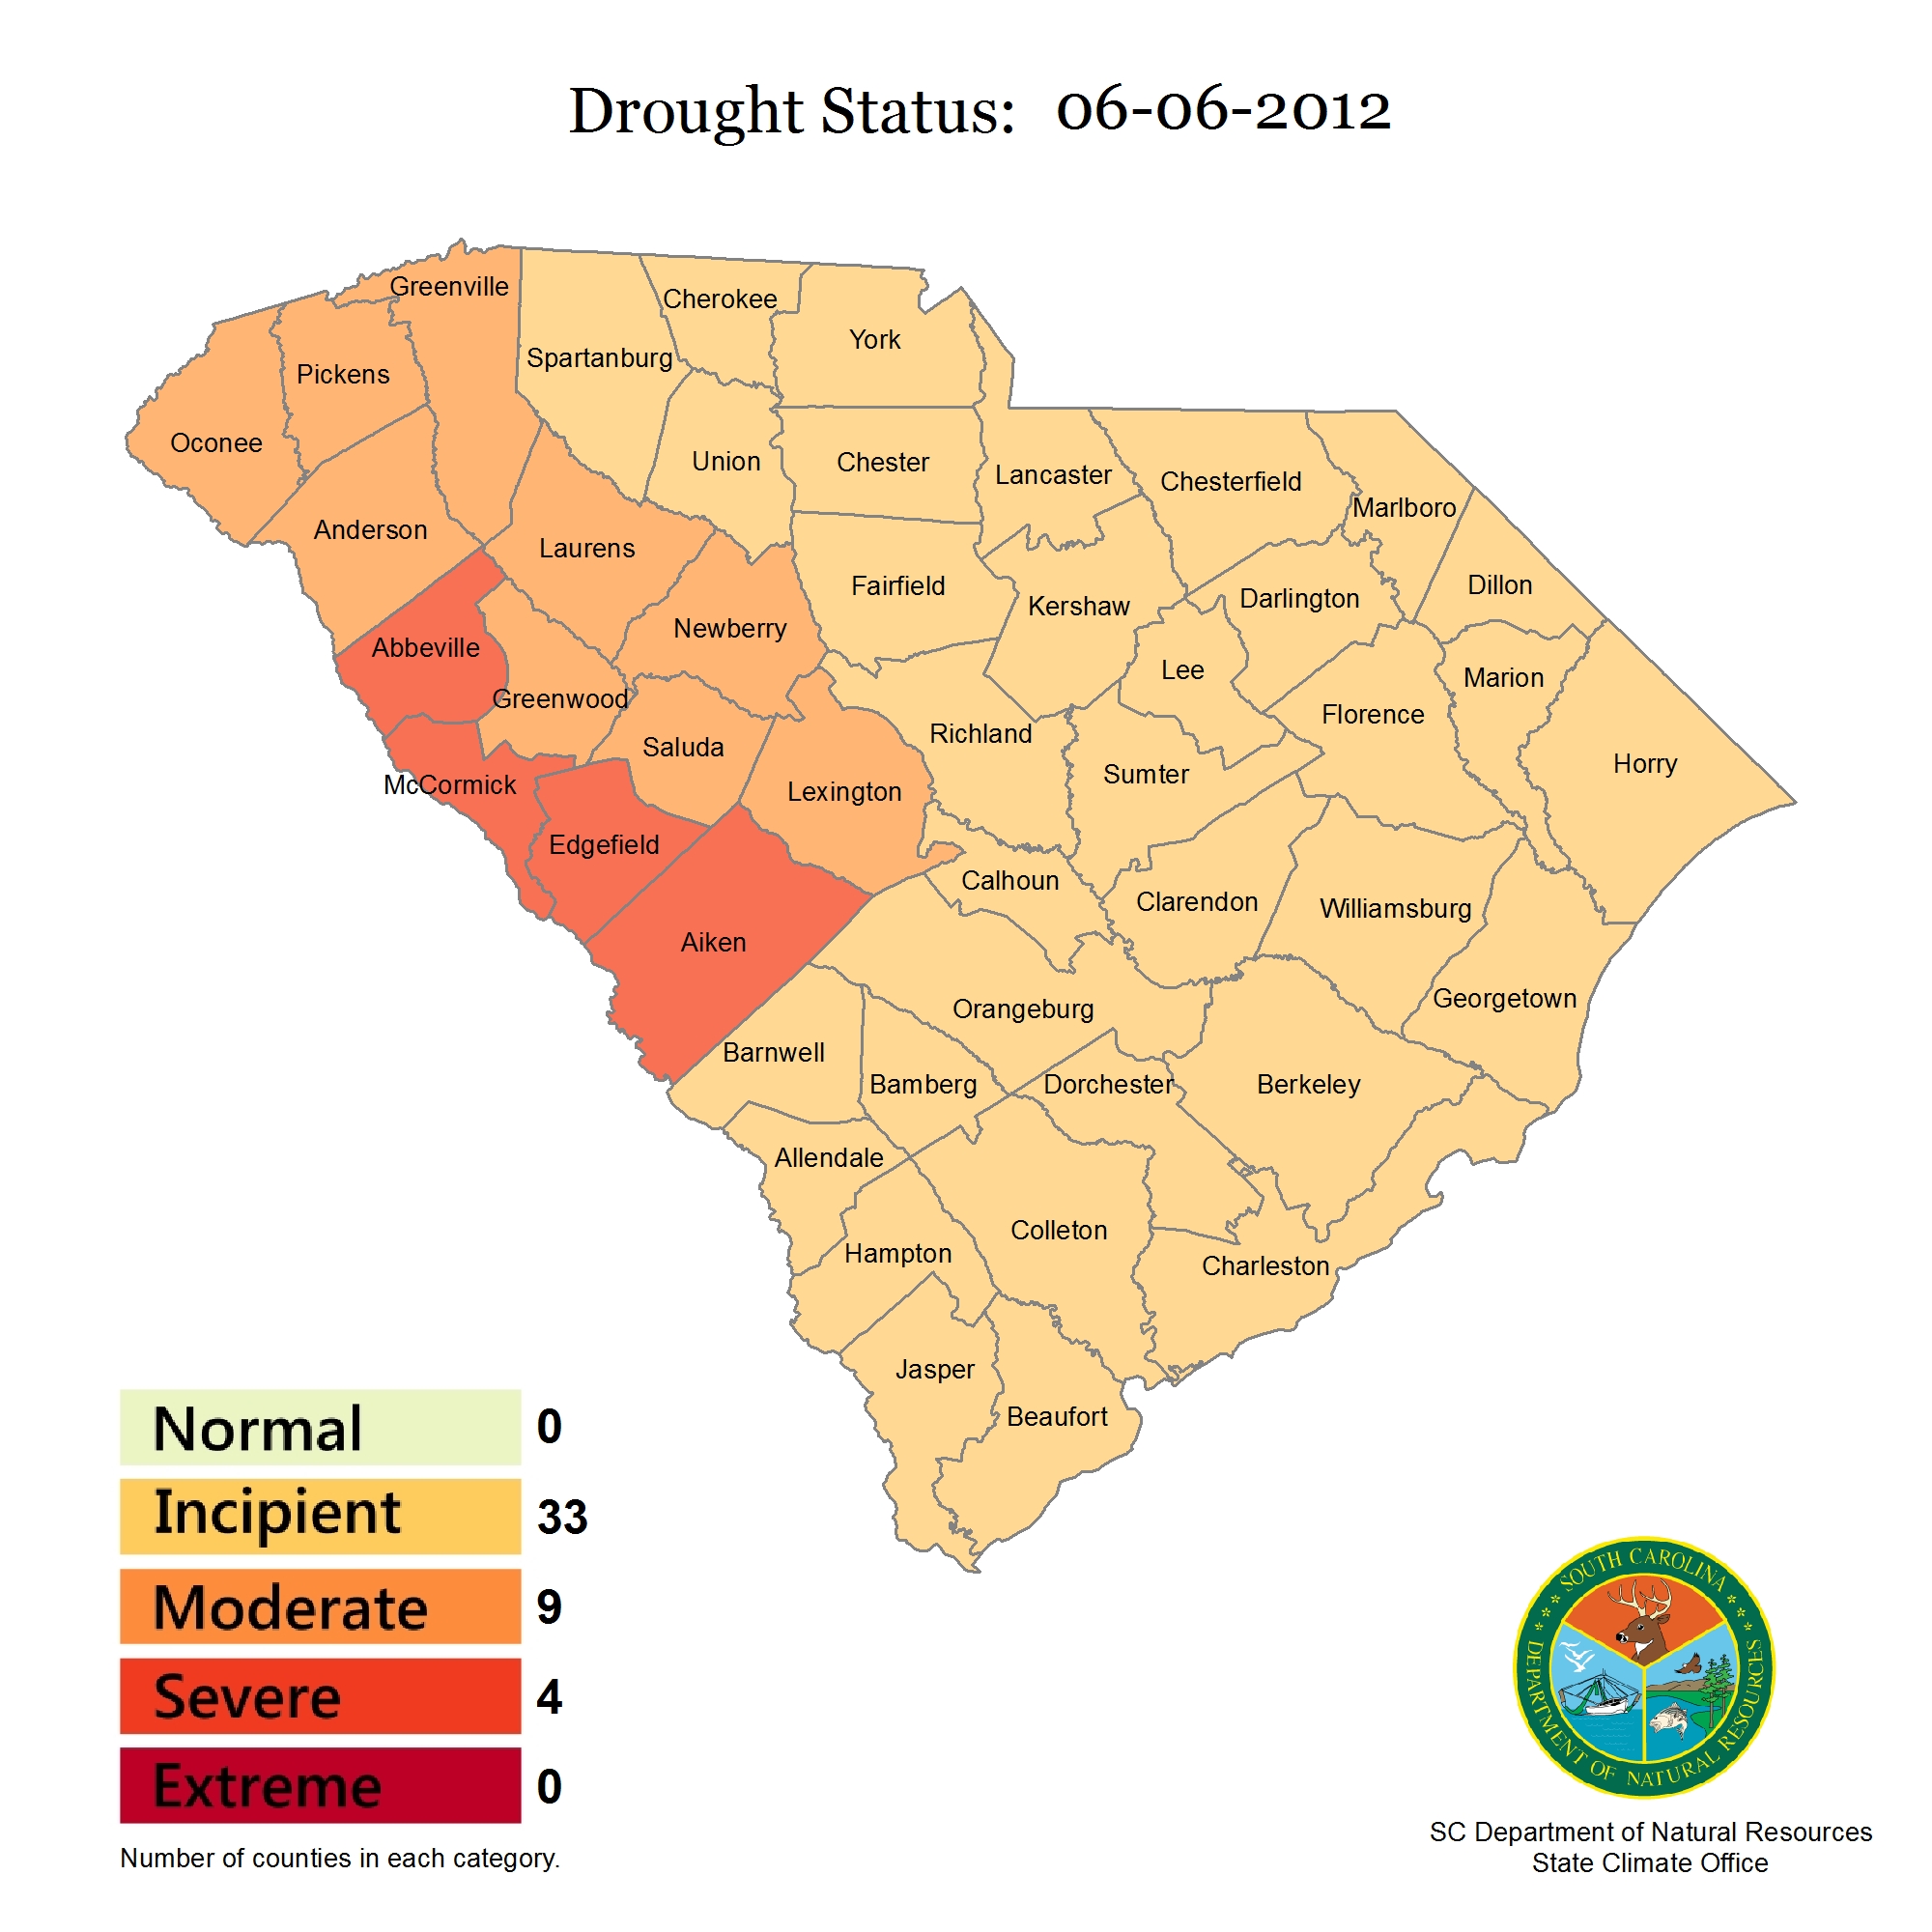 Drought Status: 06-06-2012
Greenville
Cherokee
York
Spartanburg
Pickens
Oconee
Union
Chester
Lancaster
Chesterfield
Marlboro
Anderson
Laurens
Fairfield
Kershaw
Darlington
Dillon
Newberry
Abbeville
Lee
Marion
Greenwood
Florence
Richland
Saluda
Horry
Sumter
McCormick
Lexington
Edgefield
Calhoun
Clarendon
Williamsburg
Aiken
Georgetown
Orangeburg
Barnwell
Bamberg
Dorchester
Berkeley
Allendale
Colleton
Hampton
Charleston
Jasper
Beaufort
Normal 0
Incipient 33
Moderate 9
Severe 4
Extreme 0
Number of counties in each category.
SOUTH CAROLINA
DEPARTMENT OF NATURAL RESOURCES
SC Department of Natural Resources
State Climate Office